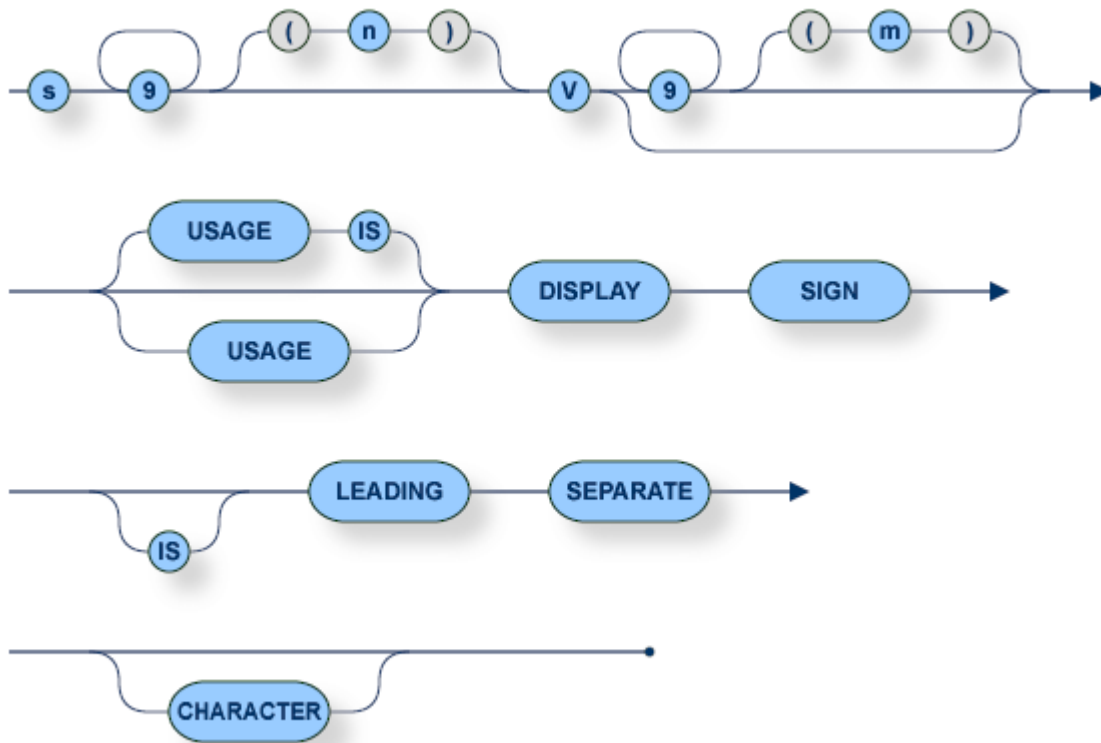 ( n ) ( m )
s 9 V 9
USAGE IS
DISPLAY SIGN
USAGE
LEADING SEPARATE
IS
CHARACTER